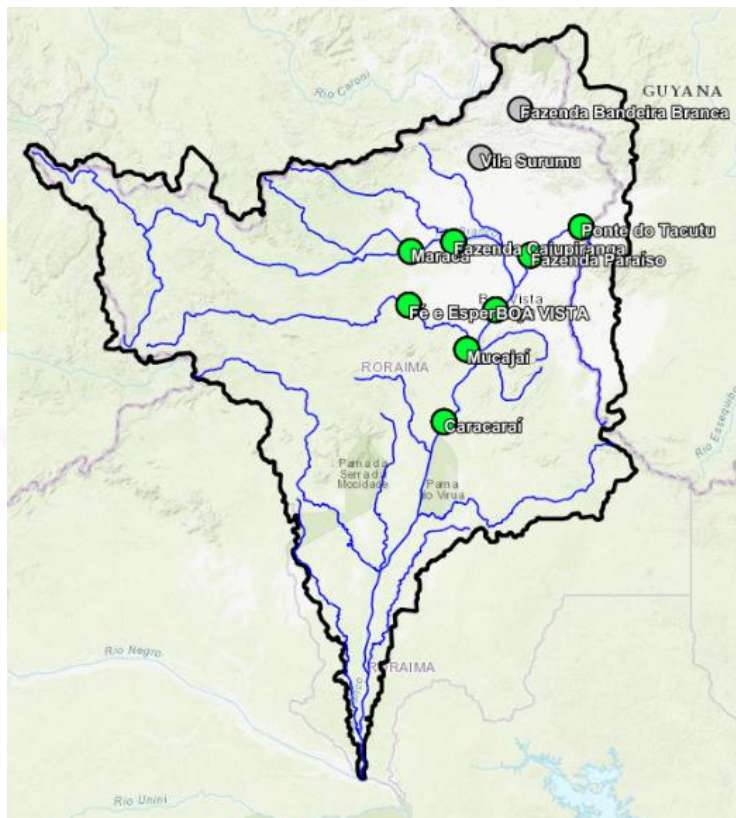 Rio Caroni
GUYANA
Fazenda Bandeira Branca
Vila Surumu
Ponte do Tacutu
Fazenda Cajupiranga
Fazenda Paraíso
Maracá
Fé e Esper
BOA VISTA
Mucajaí
RORAIMA
Caracaraí
Rio Essequibo
Parna da
Serra da
Mocidade
Parna
do Virua
Rio Negro
RORAIMA
Rio Unini